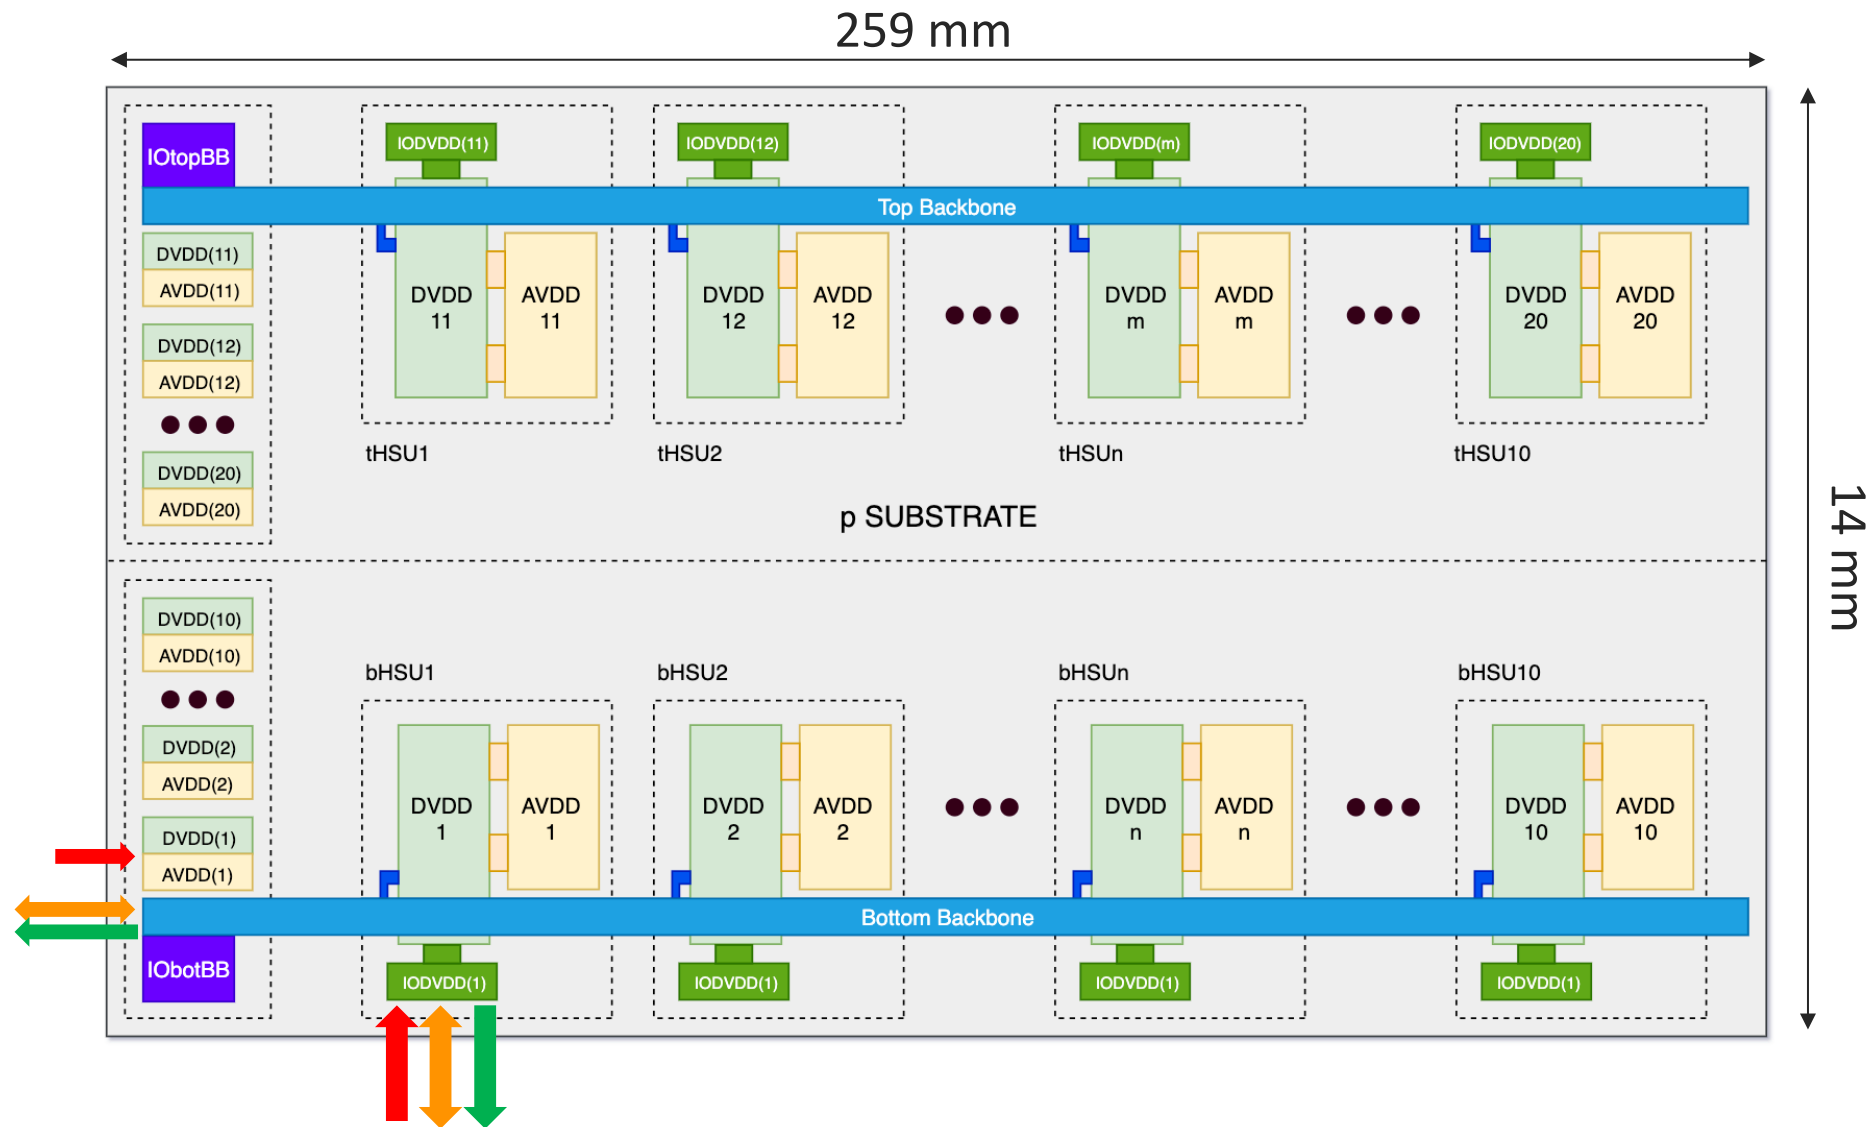 259 mm
IOtopBB
IODVDD(11)
IODVDD(12)
IODVDD(m)
IODVDD(20)
Top Backbone
DVDD(11)
AVDD(11)
DVDD(12)
AVDD(12)
DVDD(20)
AVDD(20)
DVDD
11
AVDD
11
DVDD
12
AVDD
12
DVDD
m
AVDD
m
DVDD
20
AVDD
20
tHSU1
tHSU2
tHSUn
tHSU10
p SUBSTRATE
14 mm
DVDD(10)
AVDD(10)
DVDD(2)
AVDD(2)
DVDD(1)
AVDD(1)
bHSU1
bHSU2
bHSUn
bHSU10
DVDD
1
AVDD
1
DVDD
2
AVDD
2
DVDD
n
AVDD
n
DVDD
10
AVDD
10
Bottom Backbone
IObotBB
IODVDD(1)
IODVDD(1)
IODVDD(1)
IODVDD(1)